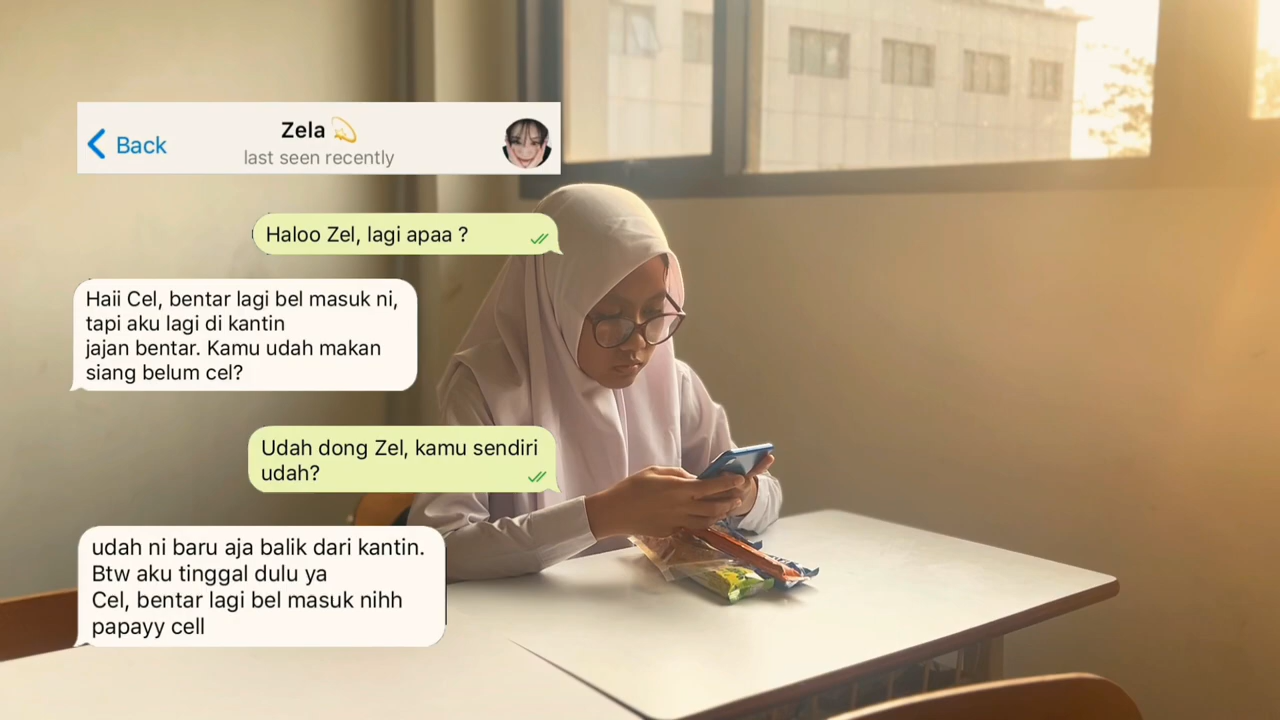 Back
Zela
last seen recently
Haloo Zel, lagi apaa ?
Haii Cel, bentar lagi bel masuk ni,
tapi aku lagi di kantin
jajan bentar. Kamu udah makan
siang belum cel?
Udah dong Zel, kamu sendiri
udah?
udah ni baru aja balik dari kantin.
Btw aku tinggal dulu ya
Cel, bentar lagi bel masuk nihh
papayy cell